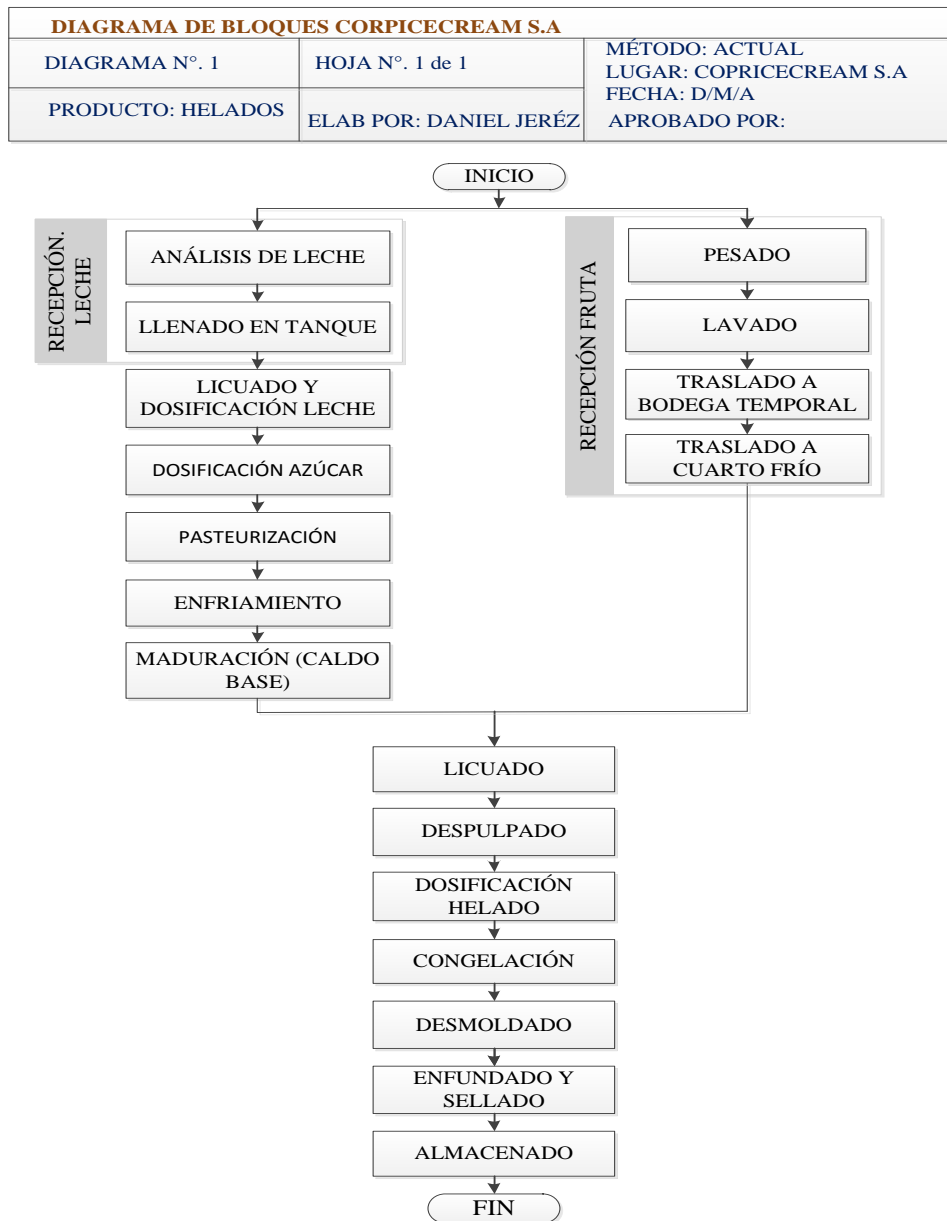 DIAGRAMA DE BLOQUES CORPICECREAM S.A
DIAGRAMA N°. 1
HOJA N°. 1 de 1
MÉTODO: ACTUAL
LUGAR: COPRICECREAM S.A
FECHA: D/M/A
PRODUCTO: HELADOS
ELAB POR: DANIEL JERÉZ
APROBADO POR:
INICIO
RECEPCIÓN.
LECHE
ANÁLISIS DE LECHE
LLENADO EN TANQUE
LICUADO Y
DOSIFICACIÓN LECHE
DOSIFICACIÓN AZÚCAR
PASTEURIZACIÓN
ENFRIAMIENTO
MADURACIÓN (CALDO
BASE)
RECEPCIÓN FRUTA
PESADO
LAVADO
TRASLADO A
BODEGA TEMPORAL
TRASLADO A
CUARTO FRÍO
LICUADO
DESPULPADO
DOSIFICACIÓN
HELADO
CONGELACIÓN
DESMOLDADO
ENFUNDADO Y
SELLADO
ALMACENADO
FIN